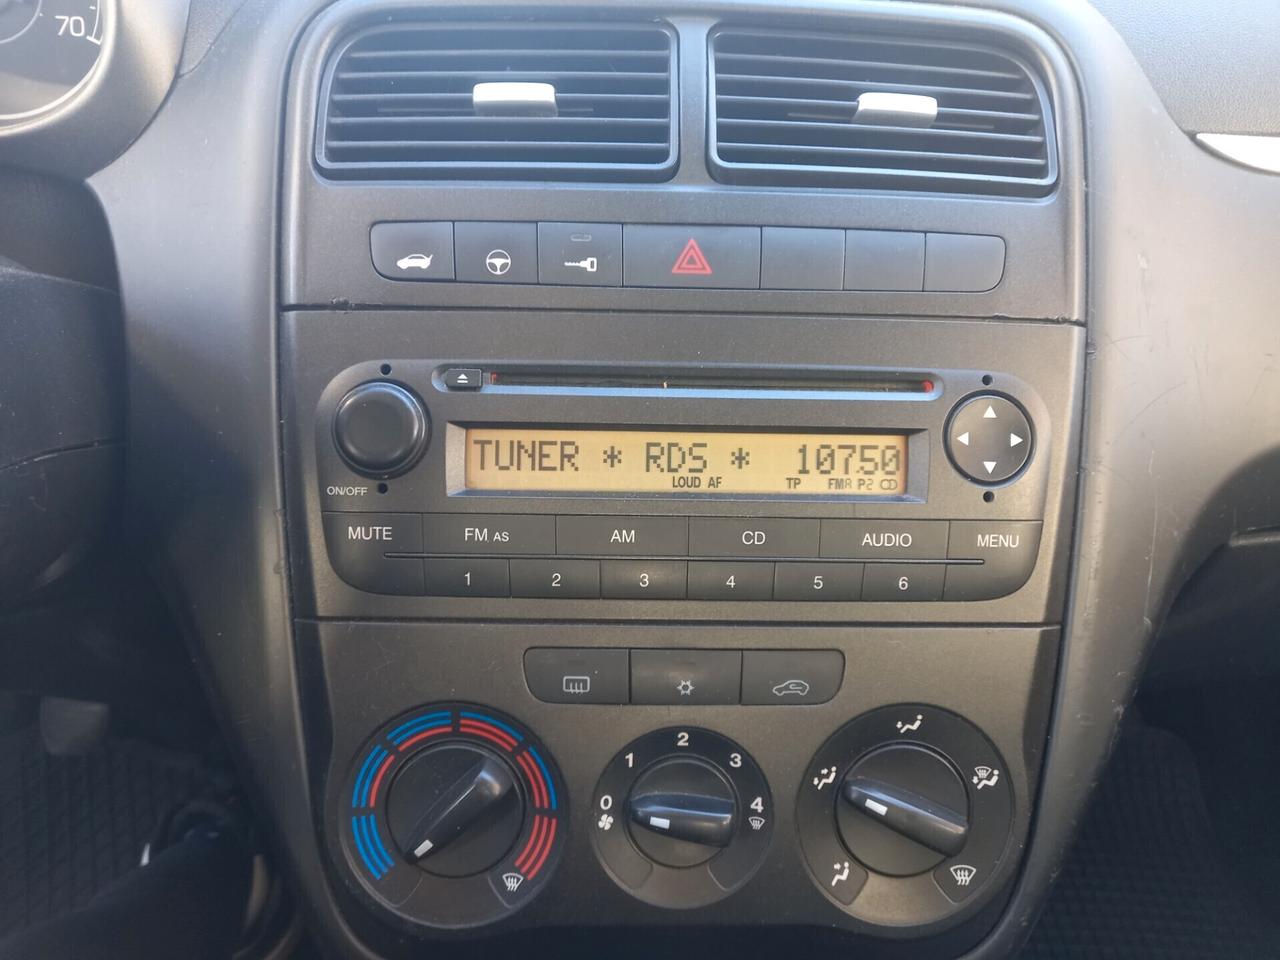 70
TUNER * RDS * 107.50
LOUD AF TP FMA P2 CD
ON/OFF
MUTE FM AS AM CD AUDIO MENU
1 2 3 4 5 6
0 1 2 3 4